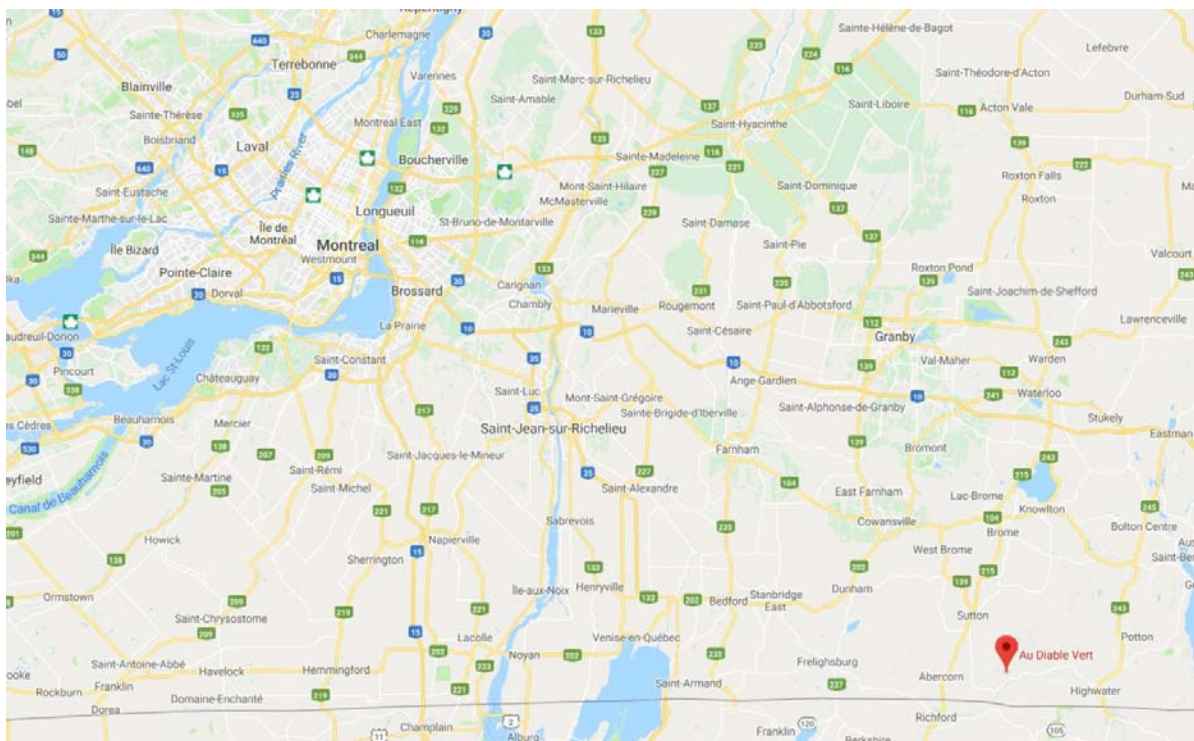 Repentigny
Charlemagne
Terrebonne
Varennes
Blainville
Sainte-Thérèse
Boisbriand
Laval
Montreal East
Saint-Amable
Saint-Marc-sur-Richelieu
Sainte-Hélène-de-Bagot
Lefebvre
Saint-Théodore-d'Acton
Durham-Sud
Acton Vale
Saint-Liboire
Saint-Hyacinthe
Boucherville
Sainte-Madeleine
Prairies River
Saint-Eustache
Sainte-Marthe-sur-le-Lac
Mont-Saint-Hilaire
McMasterville
Saint-Dominique
Roxton Falls
Roxton
Longueuil
St-Bruno-de-Montarville
Saint-Damase
Île de
Montréal
Île Bizard
Montreal
Westmount
Saint-Pie
Valcourt
Pointe-Claire
Dorval
Brossard
Carignan
Chambly
Marieville
Rougemont
Saint-Paul-d'Abbotsford
Roxton Pond
Saint-Joachim-de-Shefford
Lawrenceville
La Prairie
Saint-Césaire
Granby
Pincourt
Lac-St-Louis
Châteauguay
Saint-Constant
Ange-Gardien
Val-Maher
Warden
Waterloo
Saint-Luc
Mont-Saint-Grégoire
Sainte-Brigide-d'Iberville
Saint-Alphonse-de-Granby
Stukely
Eastman
Beauharnois
Mercier
Saint-Jean-sur-Richelieu
Farnham
Bromont
Saint-Jacques-le-Mineur
Sainte-Martine
Saint-Rémi
Saint-Michel
Saint-Alexandre
Canal de Beauharnois
East Farnham
Lac-Brome
Knowlton
Cowansville
Brome
Bolton Centre
Sabrevois
Napierville
Howick
Sherrington
West Brome
Ormstown
Île-aux-Noix
Henryville
Dunham
Stanbridge
East
Bedford
Saint-Chrysostome
Sutton
Lacolle
Venise-en-Québec
Noyan
Potton
Au Diable Vert
Saint-Antoine-Abbé
Havelock
Hemmingford
Frelighsburg
Abercorn
Rockburn
Franklin
Domaine-Enchanté
Saint-Armand
Highwater
Dorea
Champlain
Alburg
Franklin
Richford
Berkshire